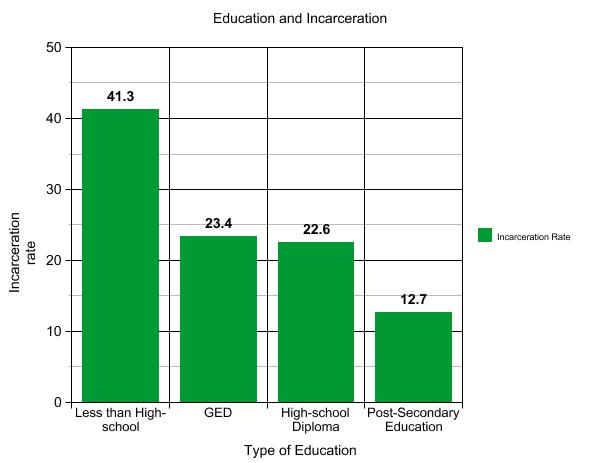 Education and Incarceration
50
40
30
20
10
0
Incarceration
rate
41.3
23.4
22.6
12.7
Less than High-
school
GED
High-school
Diploma
Post-Secondary
Education
Type of Education
Incarceration Rate